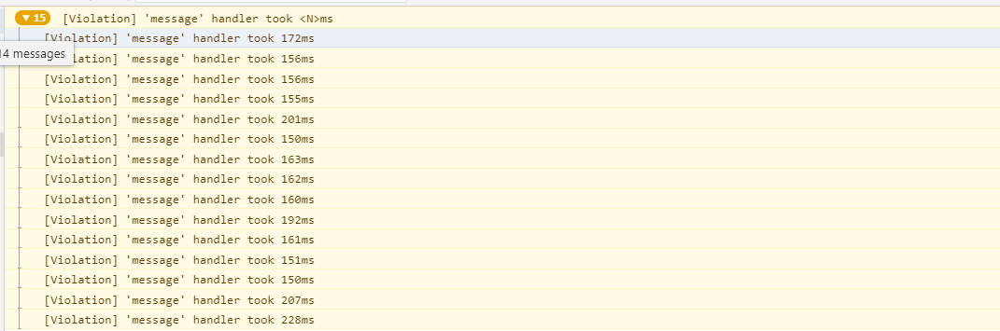 15 [Violation] 'message' handler took <N>ms
[Violation] 'message' handler took 172ms
14 messages
[Violation] 'message' handler took 156ms
[Violation] 'message' handler took 156ms
[Violation] 'message' handler took 155ms
[Violation] 'message' handler took 201ms
[Violation] 'message' handler took 150ms
[Violation] 'message' handler took 163ms
[Violation] 'message' handler took 162ms
[Violation] 'message' handler took 160ms
[Violation] 'message' handler took 192ms
[Violation] 'message' handler took 161ms
[Violation] 'message' handler took 151ms
[Violation] 'message' handler took 150ms
[Violation] 'message' handler took 207ms
[Violation] 'message' handler took 228ms